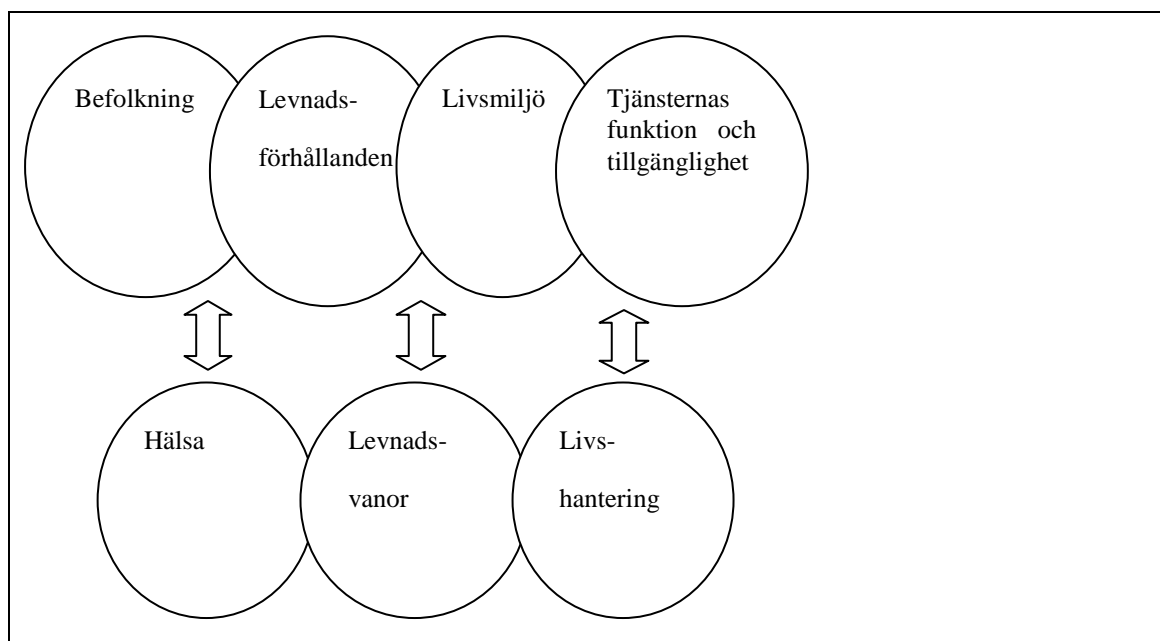 Befolkning
Levnads-
förhållanden
Livsmiljö
Tjänsternas
funktion och
tillgänglighet
Hälsa
Levnads-
vanor
Livs-
hantering